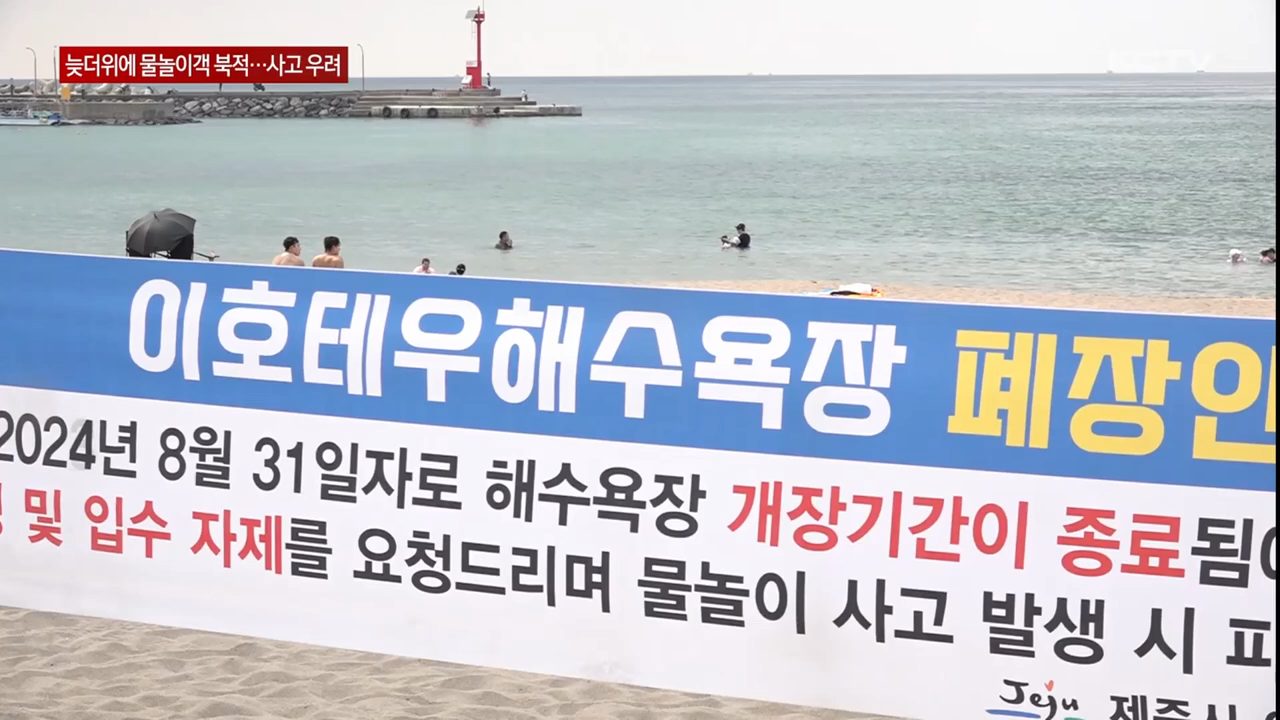 늦더위에 물놀이객 북적…사고 우려
KCTV
이호테우해수욕장 폐장안
2024년 8월 31일자로 해수욕장 개장기간이 종료됨에
및 입수 자제를 요청드리며 물놀이 사고 발생 시
Jeju 제주시